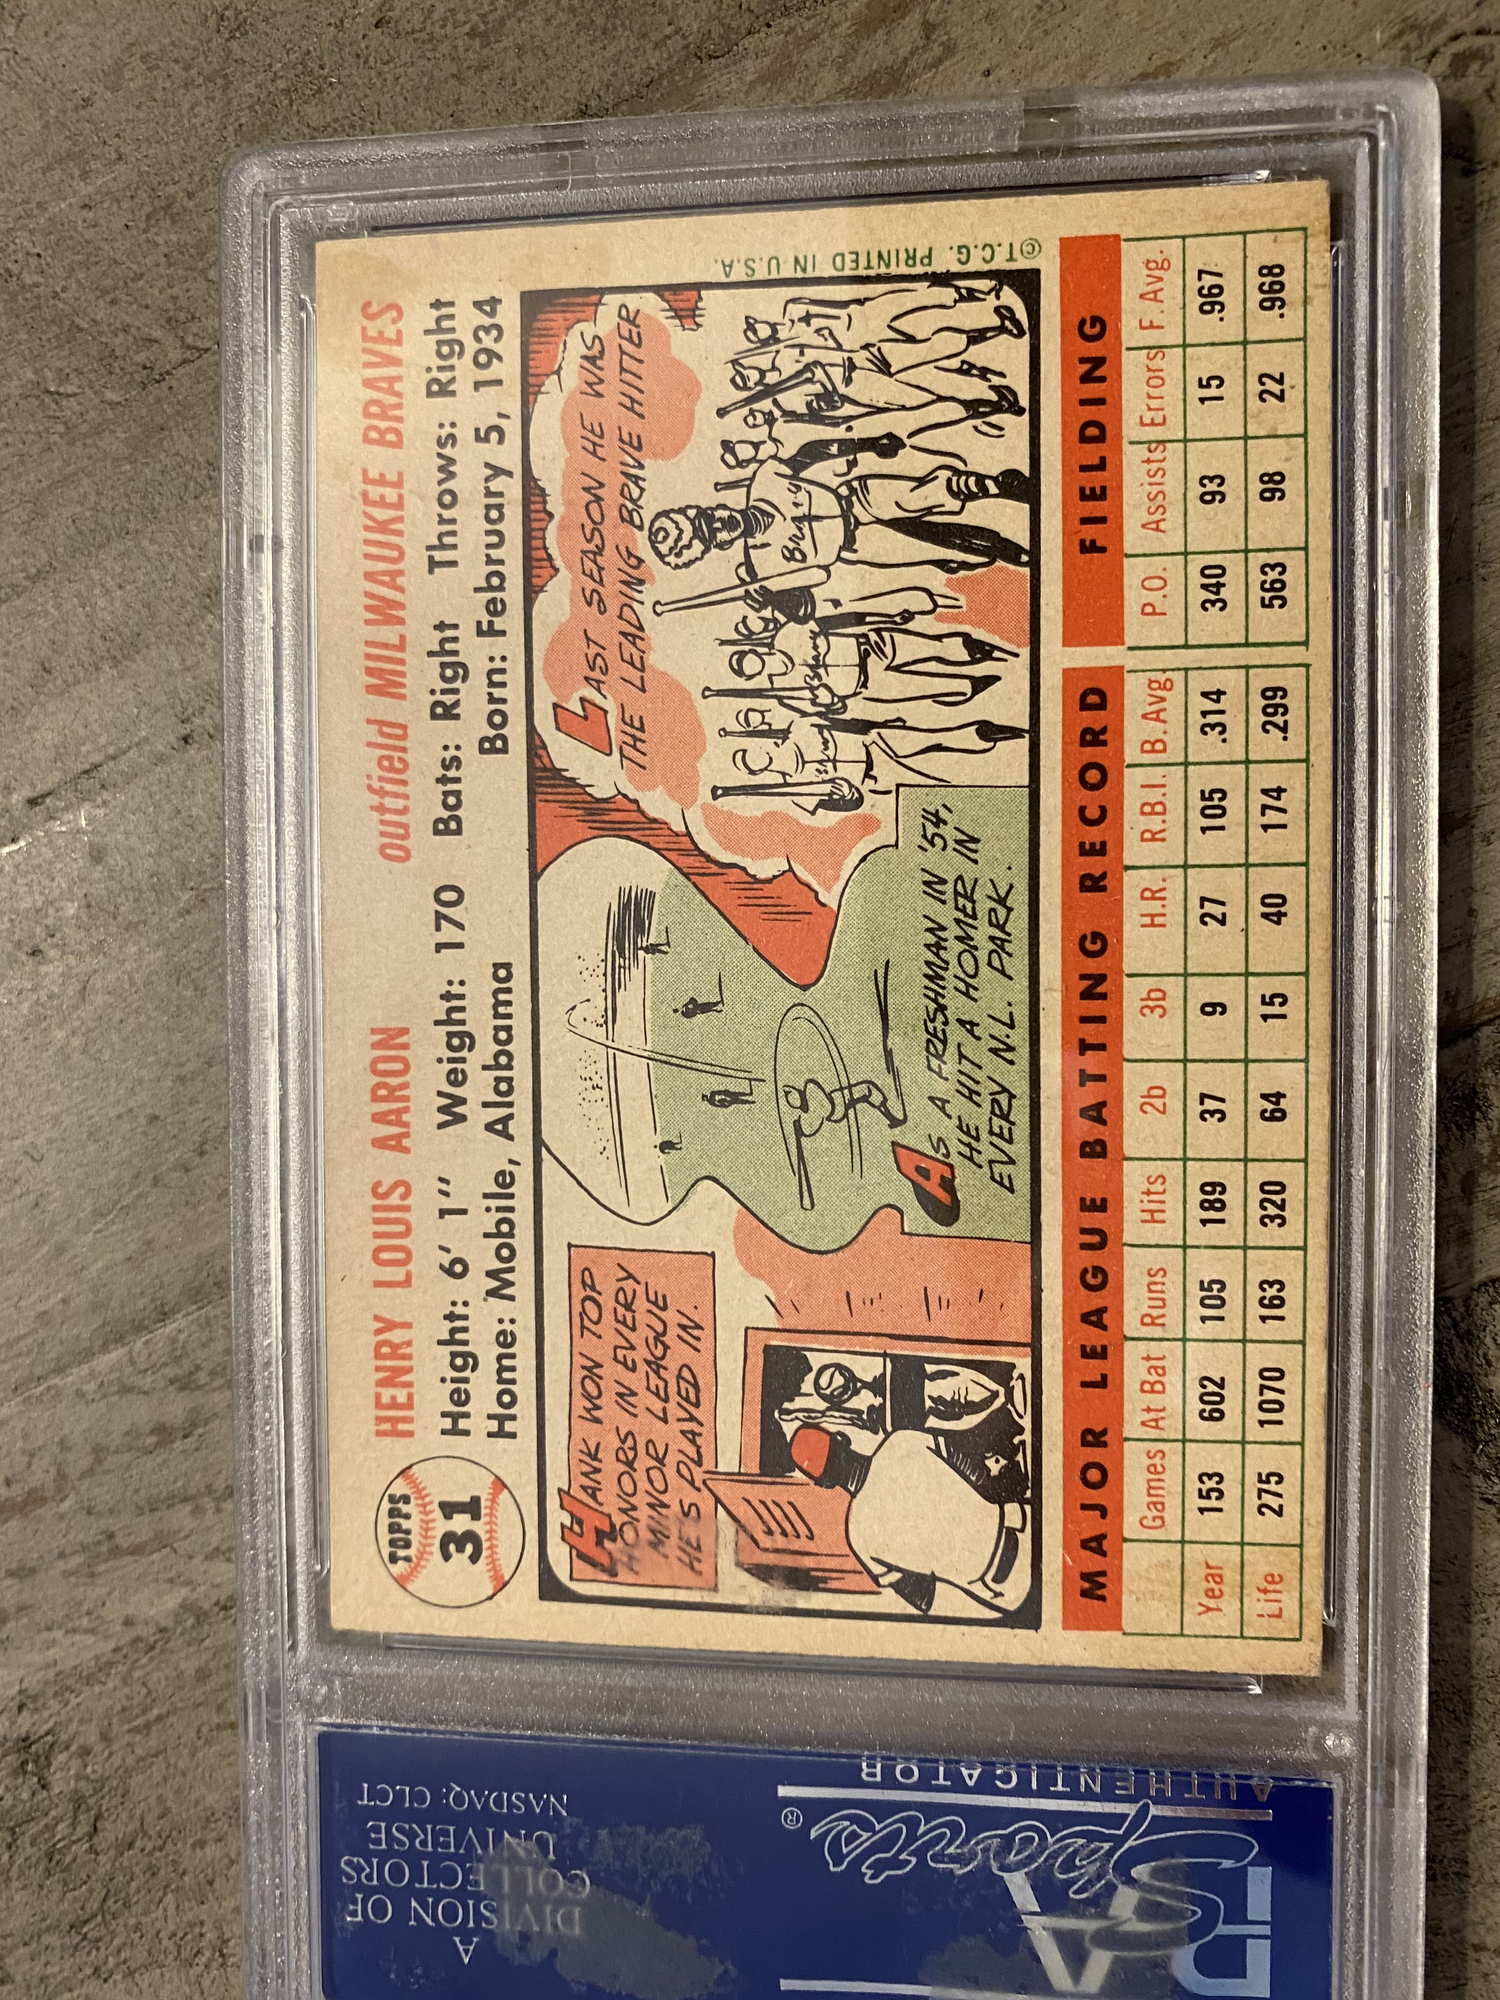 TOPPS
31
HENRY LOUIS AARON outfield MILWAUKEE BRAVES
Height: 6' 1" Weight: 170 Bats: Right Throws: Right
Home: Mobile, Alabama Born: February 5, 1934
HANK WON TOP
HONORS IN EVERY
MINOR LEAGUE
HE'S PLAYED IN.
AS A FRESHMAN IN '54,
HE HIT A HOMER IN
EVERY N.L. PARK.
LAST SEASON HE WAS
THE LEADING BRAVE HITTER
©T.C.G. PRINTED IN U.S.A.
MAJOR LEAGUE BATTING RECORD FIELDING
Games At Bat Runs Hits 2b 3b H.R. R.B.I. B. Avg. P.O. Assists Errors F. Avg.
Year 153 602 105 189 37 9 27 105 .314 340 93 15 .967
Life 275 1070 163 320 64 15 40 174 .299 563 98 22 .968
A
DIVISION OF
COLLECTORS
UNIVERSE
NASDAQ: CLCT
PSA
Sports®
AUTHENTICATOR